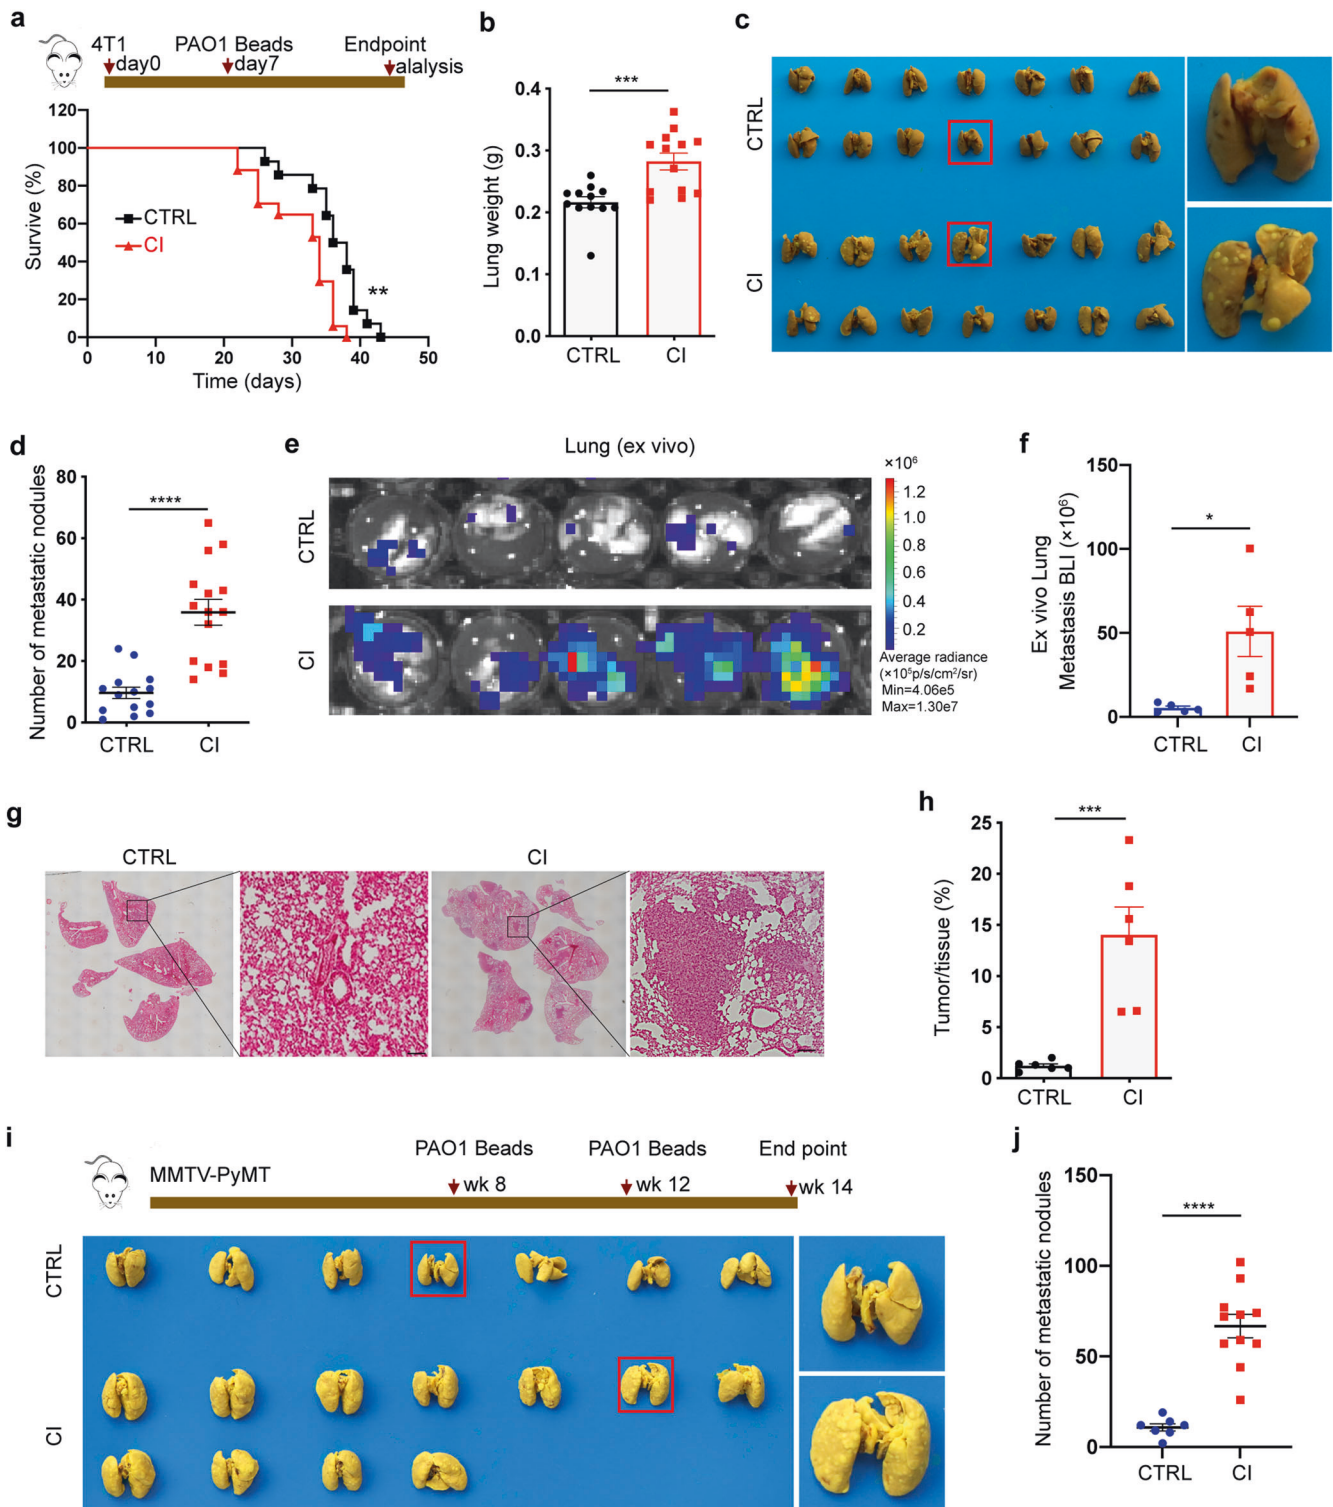 a
4T1
day0
PAO1 Beads
day7
Endpoint
alalysis
Survive (%)
120
100
80
60
40
20
0
CTRL
CI
**
0 10 20 30 40 50
Time (days)
b
***
Lung weight (g)
0.4
0.3
0.2
0.1
0.0
CTRL CI
c
CTRL
CI
d
****
Number of metastatic nodules
80
60
40
20
0
CTRL CI
e
Lung (ex vivo)
CTRL
CI
×10⁶
1.2
1.0
0.8
0.6
0.4
0.2
Average radiance
(×10⁶p/s/cm²/sr)
Min=4.06e5
Max=1.30e7
f
*
Ex vivo Lung
Metastasis BLI (×10⁶)
150
100
50
0
CTRL CI
g
CTRL
CI
h
***
Tumor/tissue (%)
25
20
15
10
5
0
CTRL CI
i
MMTV-PyMT
PAO1 Beads
wk 8
PAO1 Beads
wk 12
End point
wk 14
CTRL
CI
j
****
Number of metastatic nodules
150
100
50
0
CTRL CI